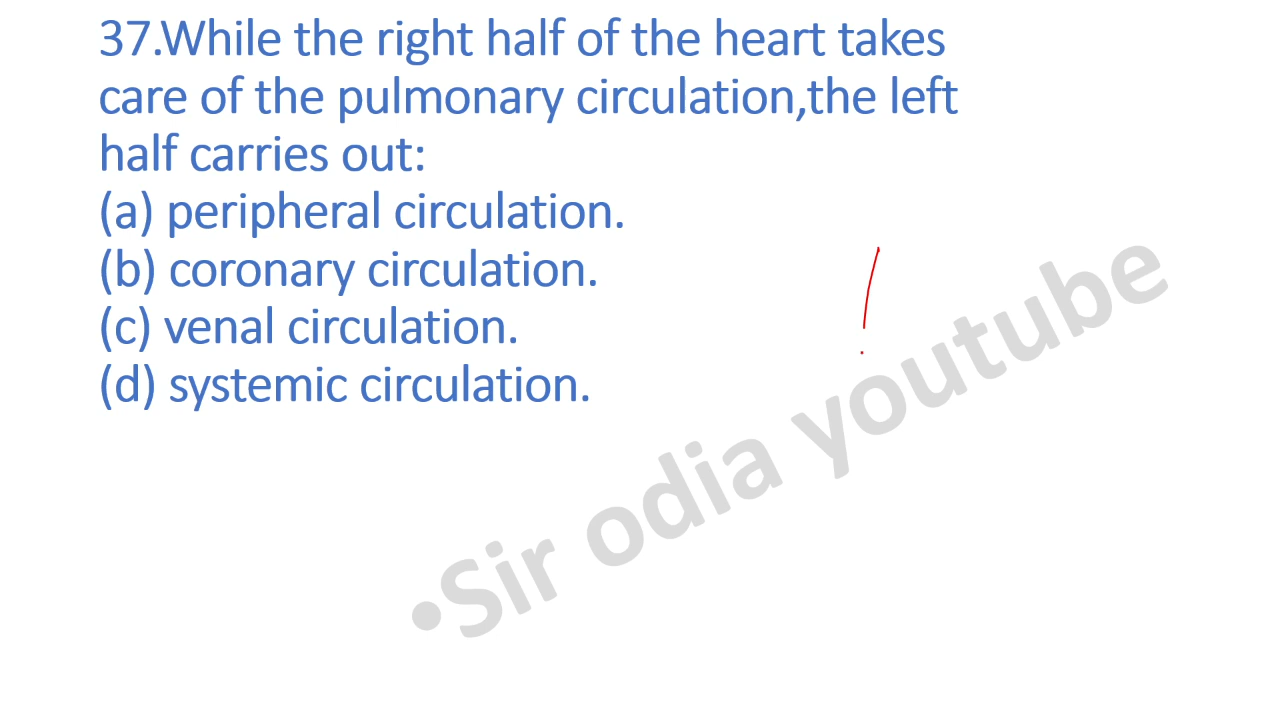 37.While the right half of the heart takes
care of the pulmonary circulation,the left
half carries out:
(a) peripheral circulation.
(b) coronary circulation.
(c) venal circulation.
(d) systemic circulation.
•Sir odia youtube